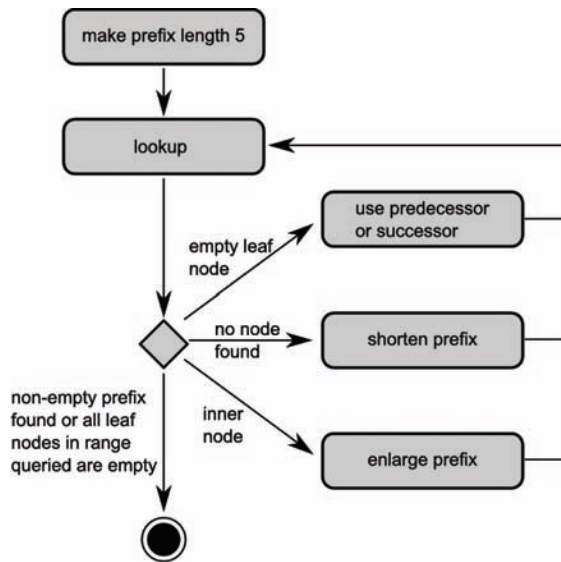 make prefix length 5
lookup
use predecessor
or successor
empty leaf
node
no node
found
shorten prefix
non-empty prefix
found or all leaf
nodes in range
queried are empty
inner
node
enlarge prefix